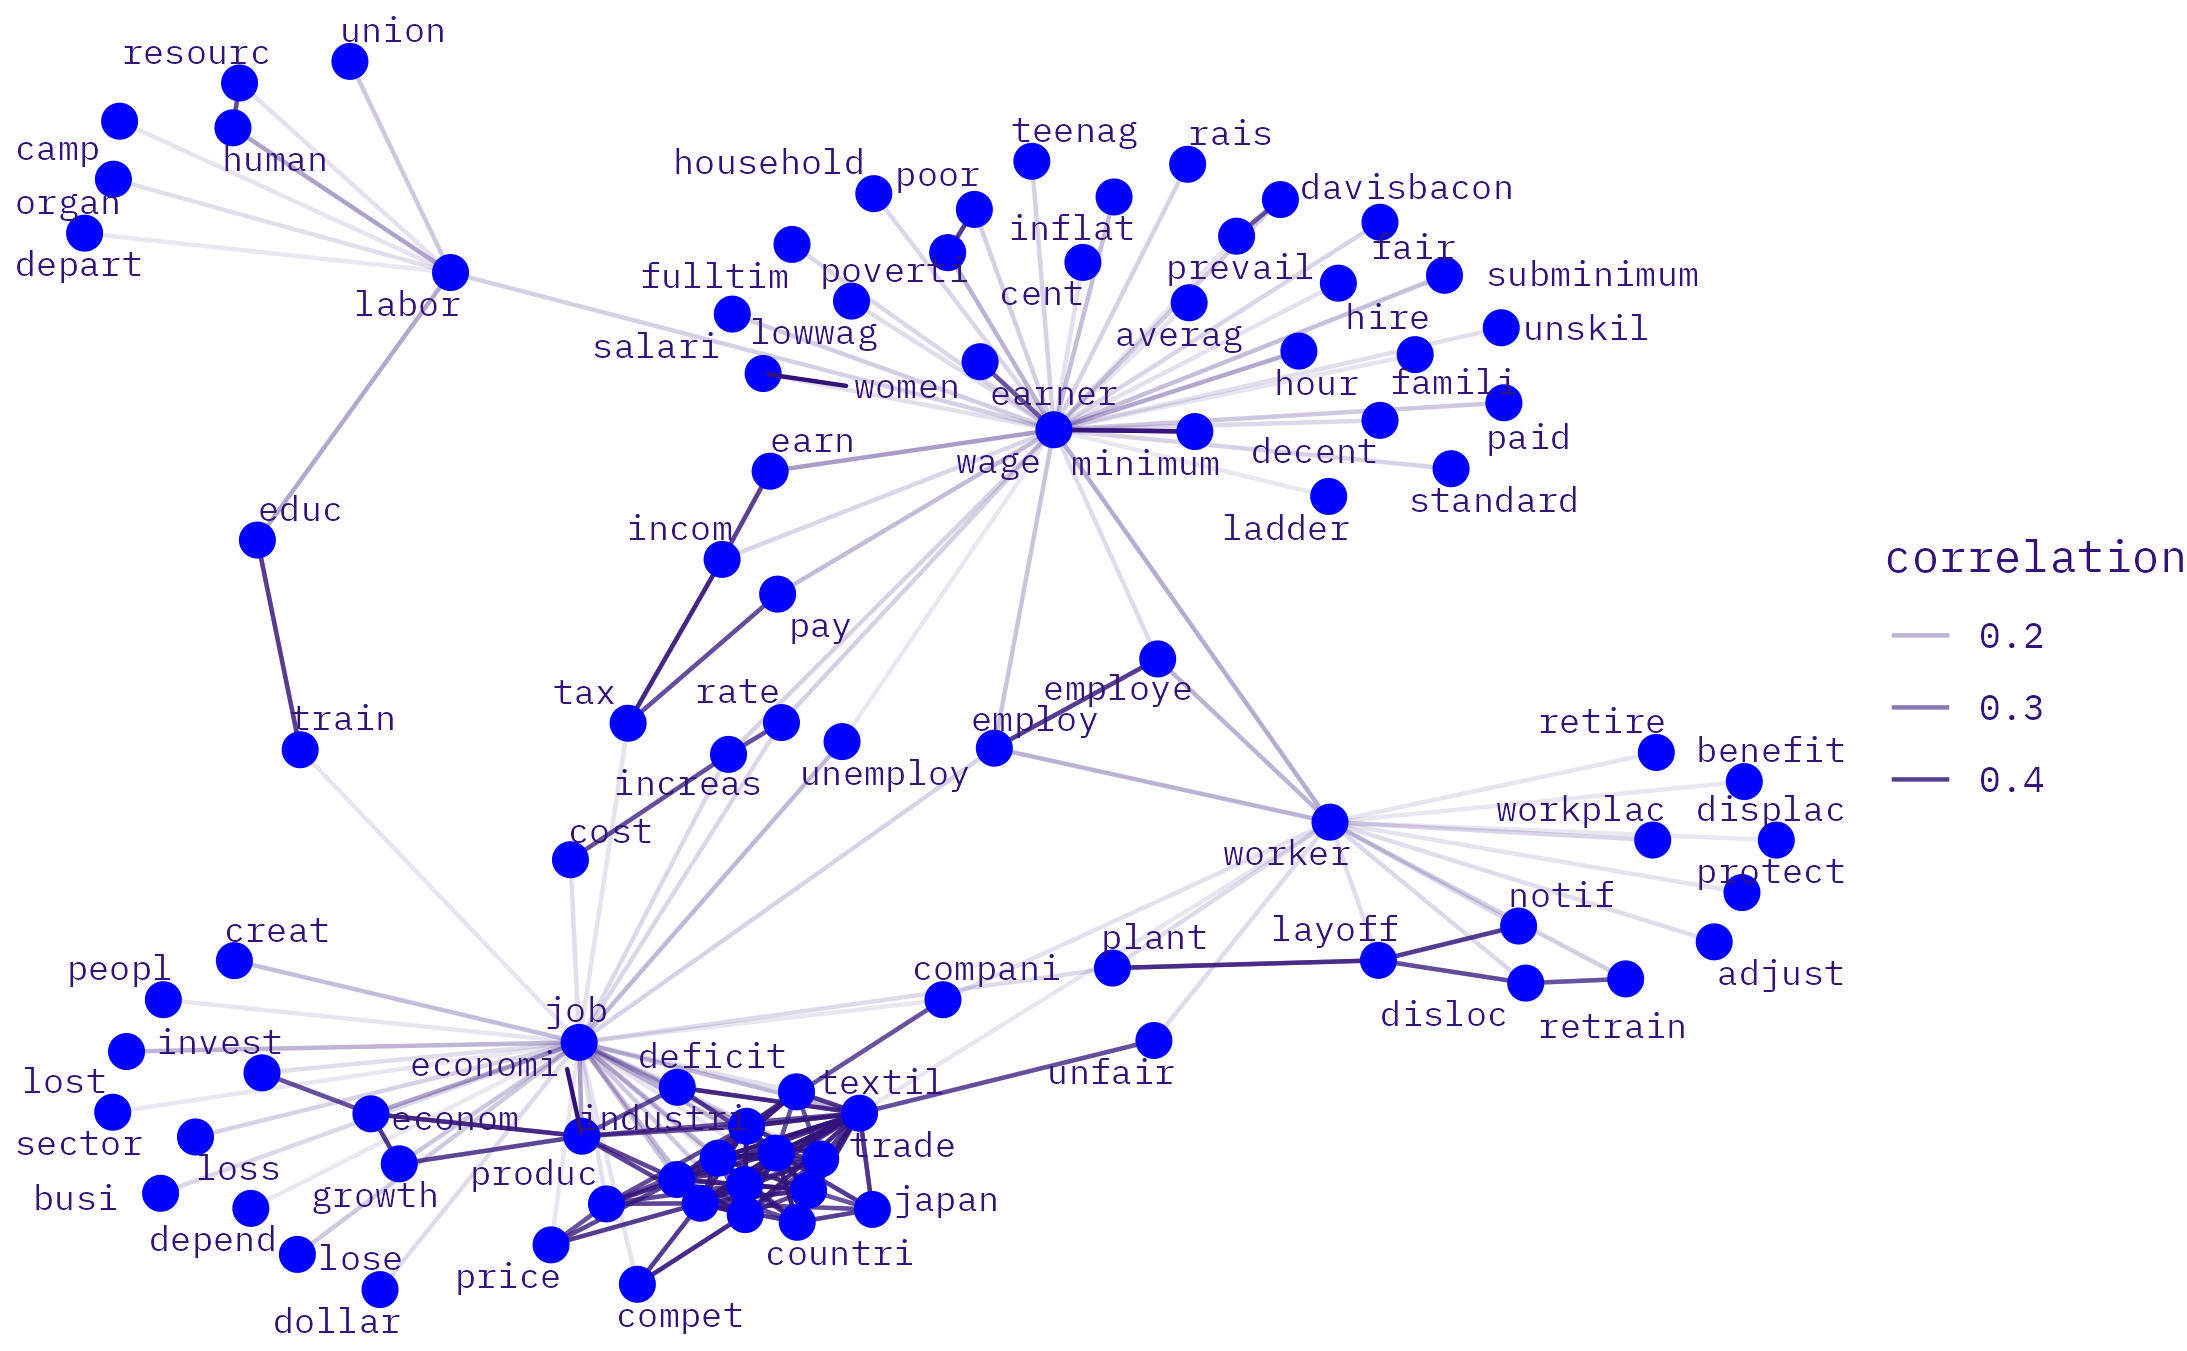 union
resourc
camp
human
organ
depart
labor
teenag
rais
household
poor
davisbacon
inflat
fair
fulltim
poverti
prevail
subminimum
cent
salari
lowwag
averag
hire
unskil
women
earner
hour
famili
earn
wage
minimum
decent
paid
standard
incom
ladder
educ
pay
tax
rate
employe
train
employ
increas
unemploy
cost
retire
benefit
workplac
displac
worker
protect
notif
creat
plant
layoff
peopl
compani
adjust
job
disloc
retrain
invest
economi
deficit
lost
textil
unfair
econom
industri
sector
trade
loss
produc
busi
growth
japan
depend
lose
countri
price
dollar
compet
correlation
0.2
0.3
0.4